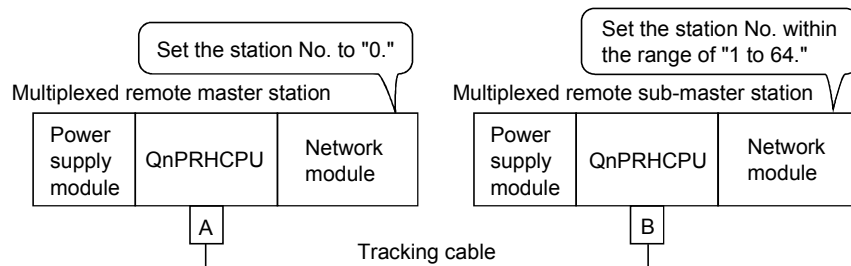 Set the station No. to "0."
Set the station No. within
the range of "1 to 64."
Multiplexed remote master station
Multiplexed remote sub-master station
Power
supply
module
QnPRHCPU
Network
module
Power
supply
module
QnPRHCPU
Network
module
A
B
Tracking cable